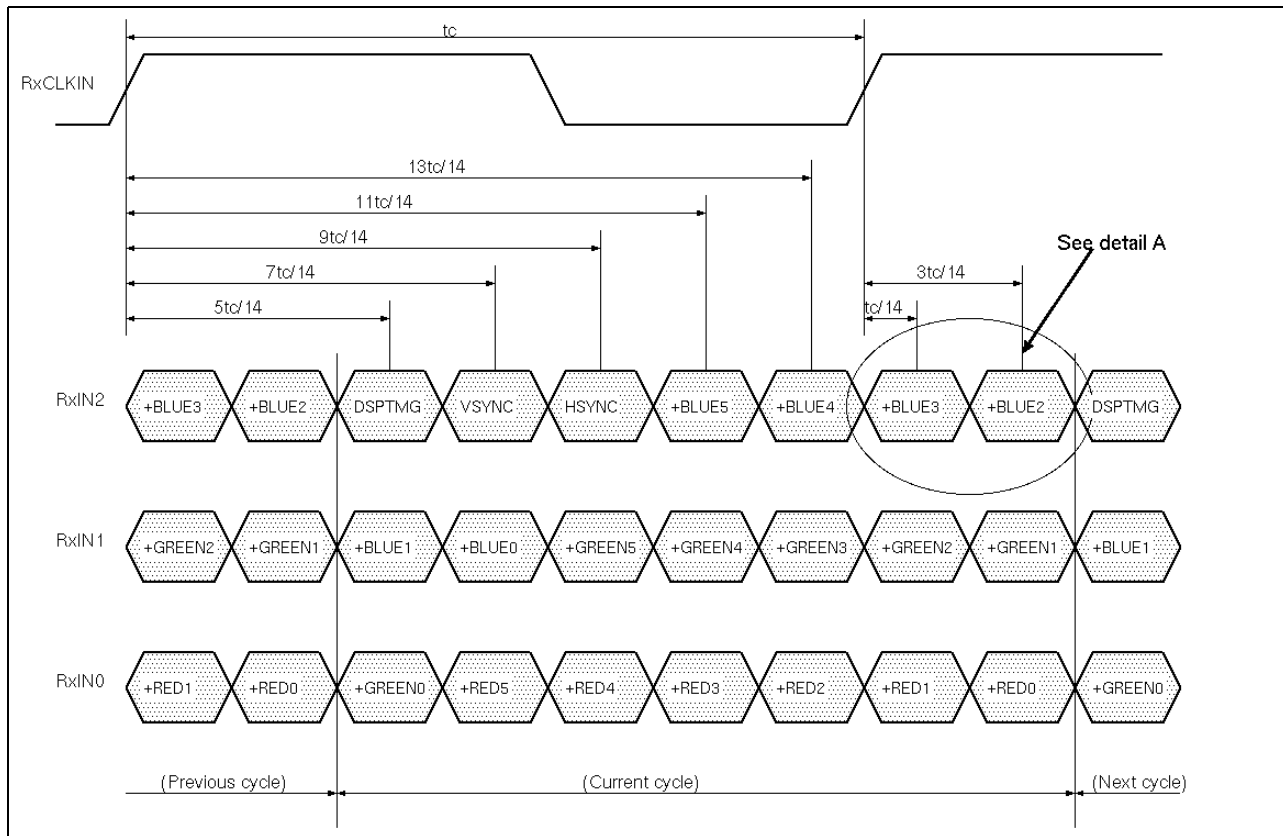 tc
RxCLKIN
13tc/14
11tc/14
9tc/14
See detail A
7tc/14
3tc/14
5tc/14
tc/14
RxIN2 +BLUE3 +BLUE2 DSPTMG VSYNC HSYNC +BLUE5 +BLUE4 +BLUE3 +BLUE2 DSPTMG
RxIN1 +GREEN2 +GREEN1 +BLUE1 +BLUE0 +GREEN5 +GREEN4 +GREEN3 +GREEN2 +GREEN1 +BLUE1
RxIN0 +RED1 +RED0 +GREEN0 +RED5 +RED4 +RED3 +RED2 +RED1 +RED0 +GREEN0
(Previous cycle) (Current cycle) (Next cycle)